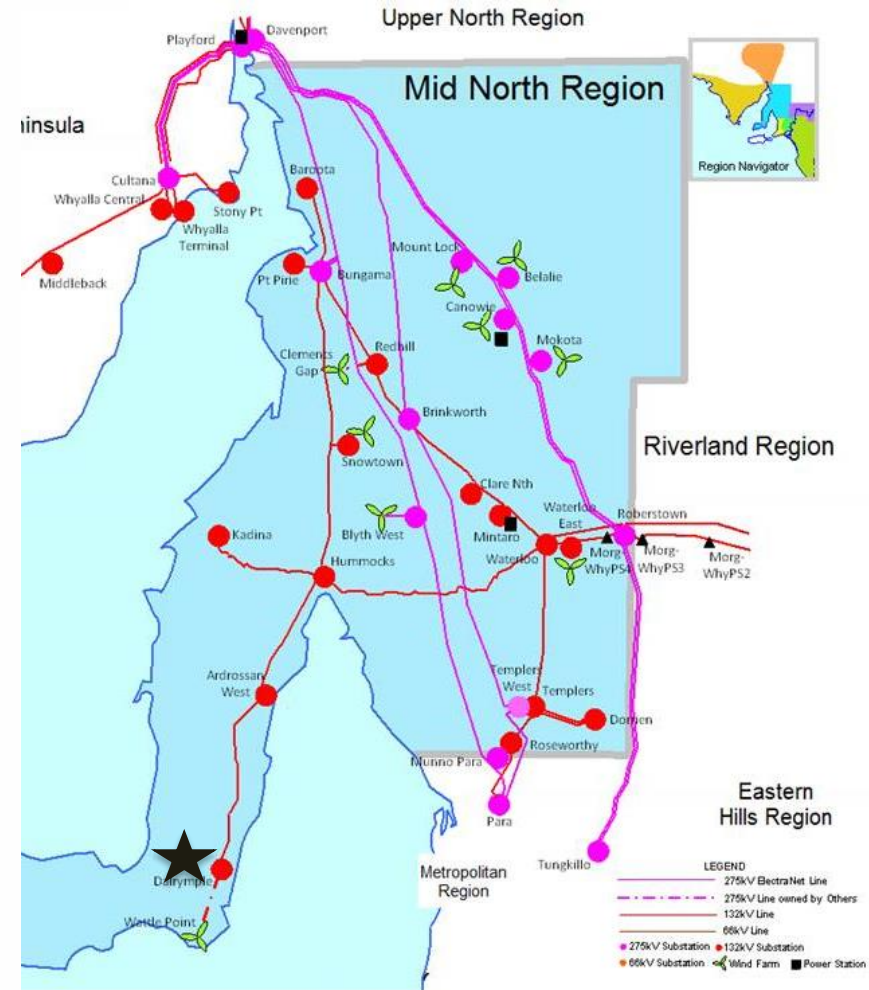 Upper North Region
Playford
Davenport
Mid North Region
Region Navigator
insula
Cultana
Baroota
Whyalla Central
Stony Pt
Whyalla
Terminal
Middleback
Mount Lock
Belalie
Pt Pirie
Bungama
Canowie
Mokota
Clements
Gap
Redhill
Brinkworth
Riverland Region
Snowtown
Clare Nth
Waterloo
East
Roberstown
Kadina
Blyth West
Mintaro
Waterloo
Morg-
WhyPS4
Morg-
WhyPS3
Morg-
WhyPS2
Hummocks
Ardrossan
West
Templers
West
Templers
Dorrien
Roseworthy
Munno Para
Para
Eastern
Hills Region
Tungkillo
Metropolitan
Region
Dalrymple
Wattle Point
LEGEND
275kV ElectraNet Line
275kV Line owned by Others
132kV Line
66kV Line
275kV Substation
132kV Substation
66kV Substation
Wind Farm
Power Station